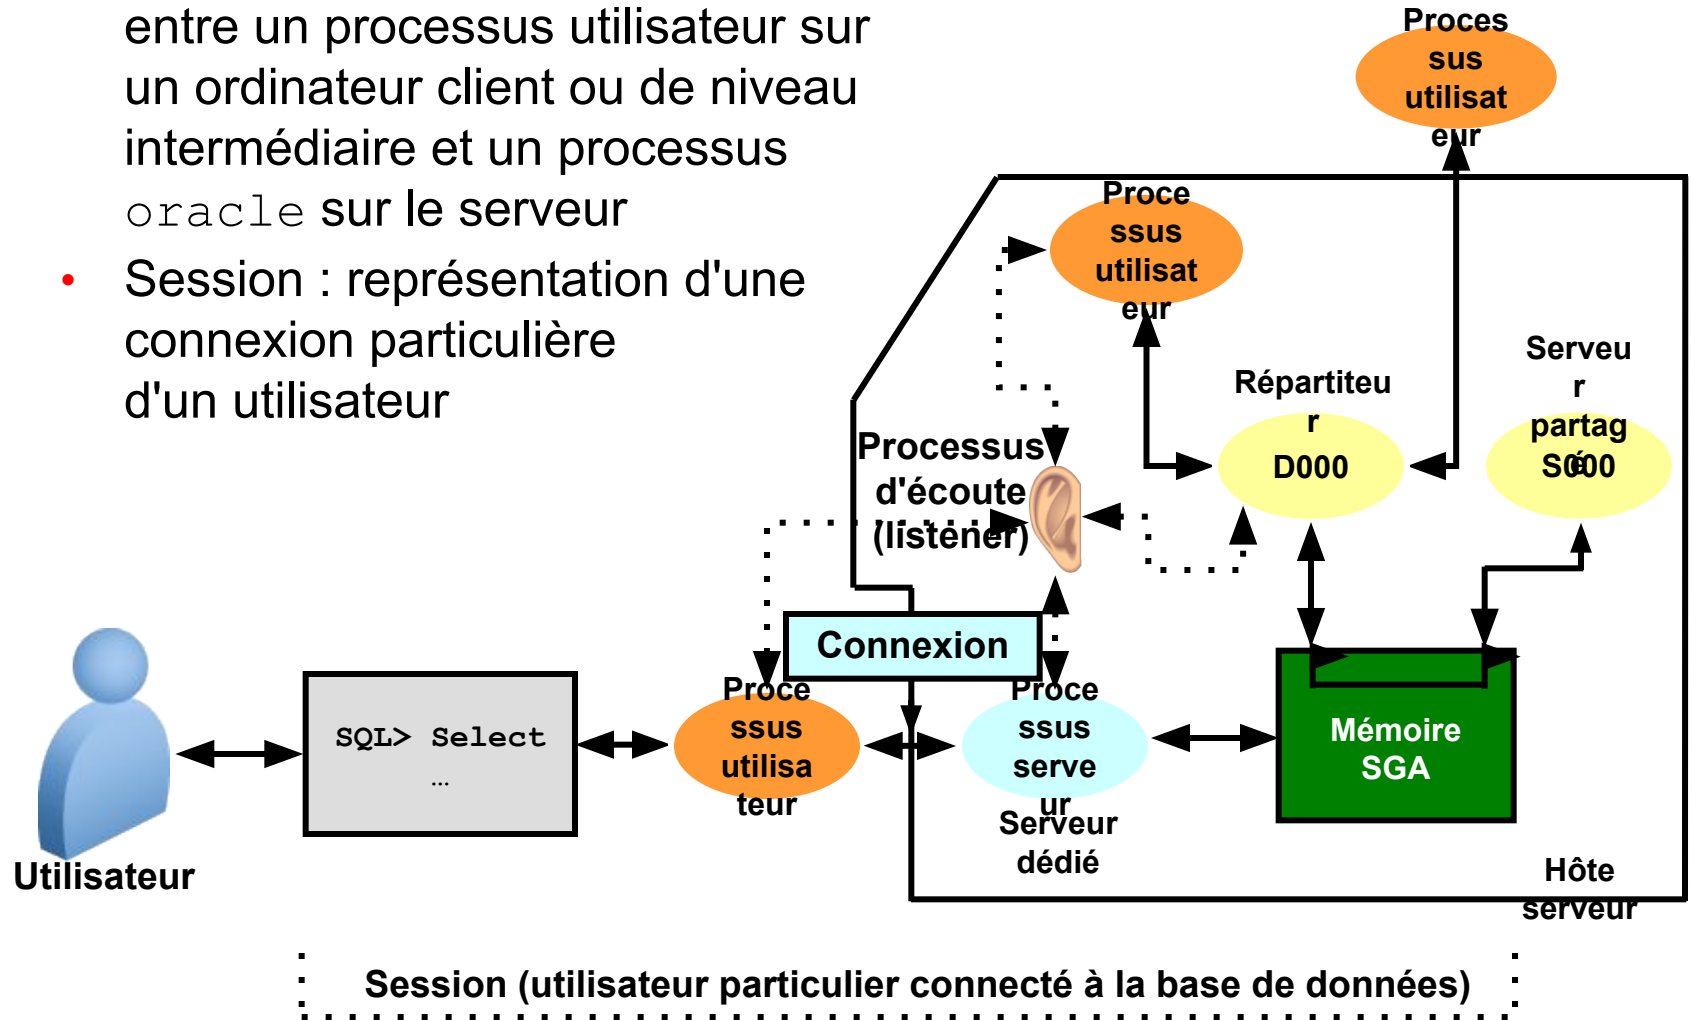 entre un processus utilisateur sur
un ordinateur client ou de niveau
intermédiaire et un processus
oracle sur le serveur
• Session : représentation d'une
connexion particulière
d'un utilisateur
Proces
sus
utilisat
eur
Proce
ssus
utilisat
eur
Répartiteu
r
D000
Serveu
r
partag
é
S000
Processus
d'écoute
(listener)
Connexion
SQL> Select
…
Proce
ssus
utilisa
teur
Proce
ssus
serve
ur
Serveur
dédié
Mémoire
SGA
Utilisateur
Hôte
serveur
Session (utilisateur particulier connecté à la base de données)